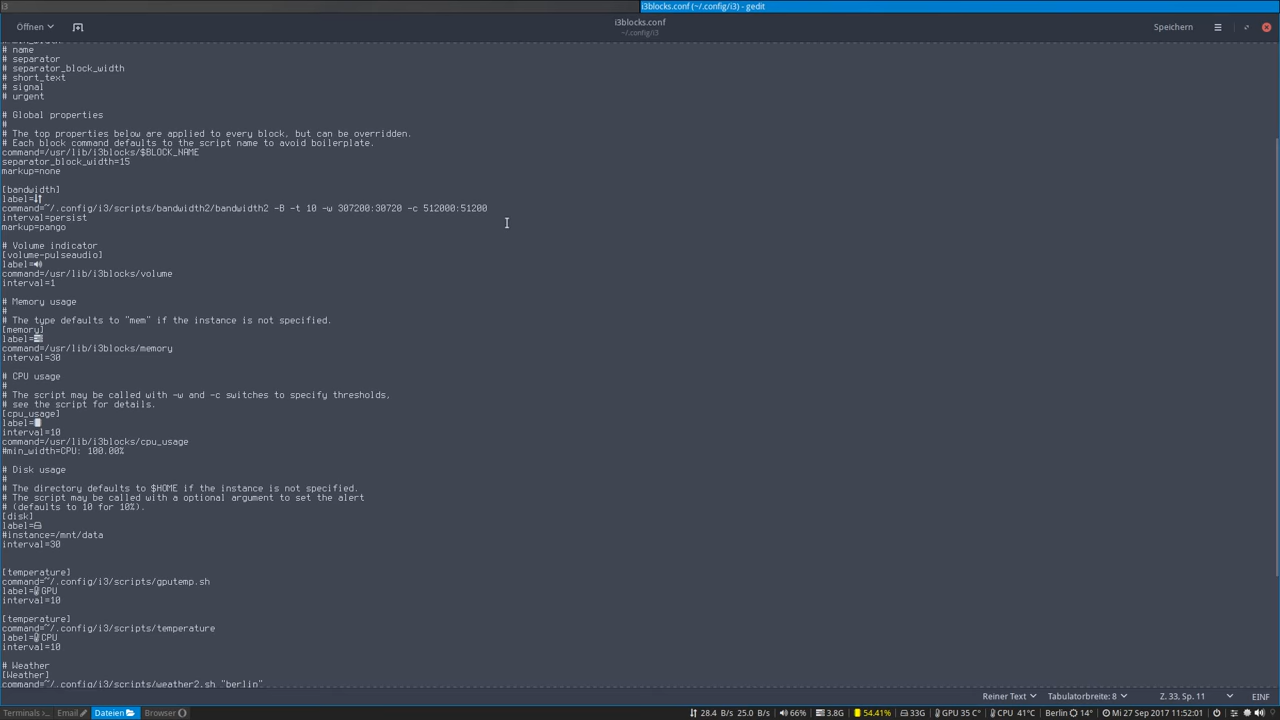 i3
i3blocks.conf (~/.config/i3) - gedit
Öffnen
i3blocks.conf
~/.config/i3
Speichern
# name
# separator
# separator_block_width
# short_text
# signal
# urgent
# Global properties
#
# The top properties below are applied to every block, but can be overridden.
# Each block command defaults to the script name to avoid boilerplate.
command=/usr/lib/i3blocks/$BLOCK_NAME
separator_block_width=15
markup=none
[bandwidth]
label=
command=~/.config/i3/scripts/bandwidth2/bandwidth2 -B -t 10 -w 307200:30720 -c 512000:51200
interval=persist
markup=pango
# Volume indicator
[volume-pulseaudio]
label=
command=/usr/lib/i3blocks/volume
interval=1
# Memory usage
#
# The type defaults to "mem" if the instance is not specified.
[memory]
label=
command=/usr/lib/i3blocks/memory
interval=30
# CPU usage
#
# The script may be called with -w and -c switches to specify thresholds,
# see the script for details.
[cpu_usage]
label=
interval=10
command=/usr/lib/i3blocks/cpu_usage
#min_width=CPU: 100.00%
# Disk usage
#
# The directory defaults to $HOME if the instance is not specified.
# The script may be called with a optional argument to set the alert
# (defaults to 10 for 10%).
[disk]
label=
#instance=/mnt/data
interval=30
[temperature]
command=~/.config/i3/scripts/gputemp.sh
label=GPU
interval=10
[temperature]
command=~/.config/i3/scripts/temperature
label=CPU
interval=10
# Weather
[Weather]
command=~/.config/i3/scripts/weather2.sh "berlin"
Reiner Text
Tabulatorbreite: 8
Z. 33, Sp. 11
EINF
Terminals >_ Email Dateien Browser
28.4 B/s 25.0 B/s 66% 3.8G 54.41% 33G GPU 35 C° CPU 41°C Berlin 14° Mi 27 Sep 2017 11:52:01